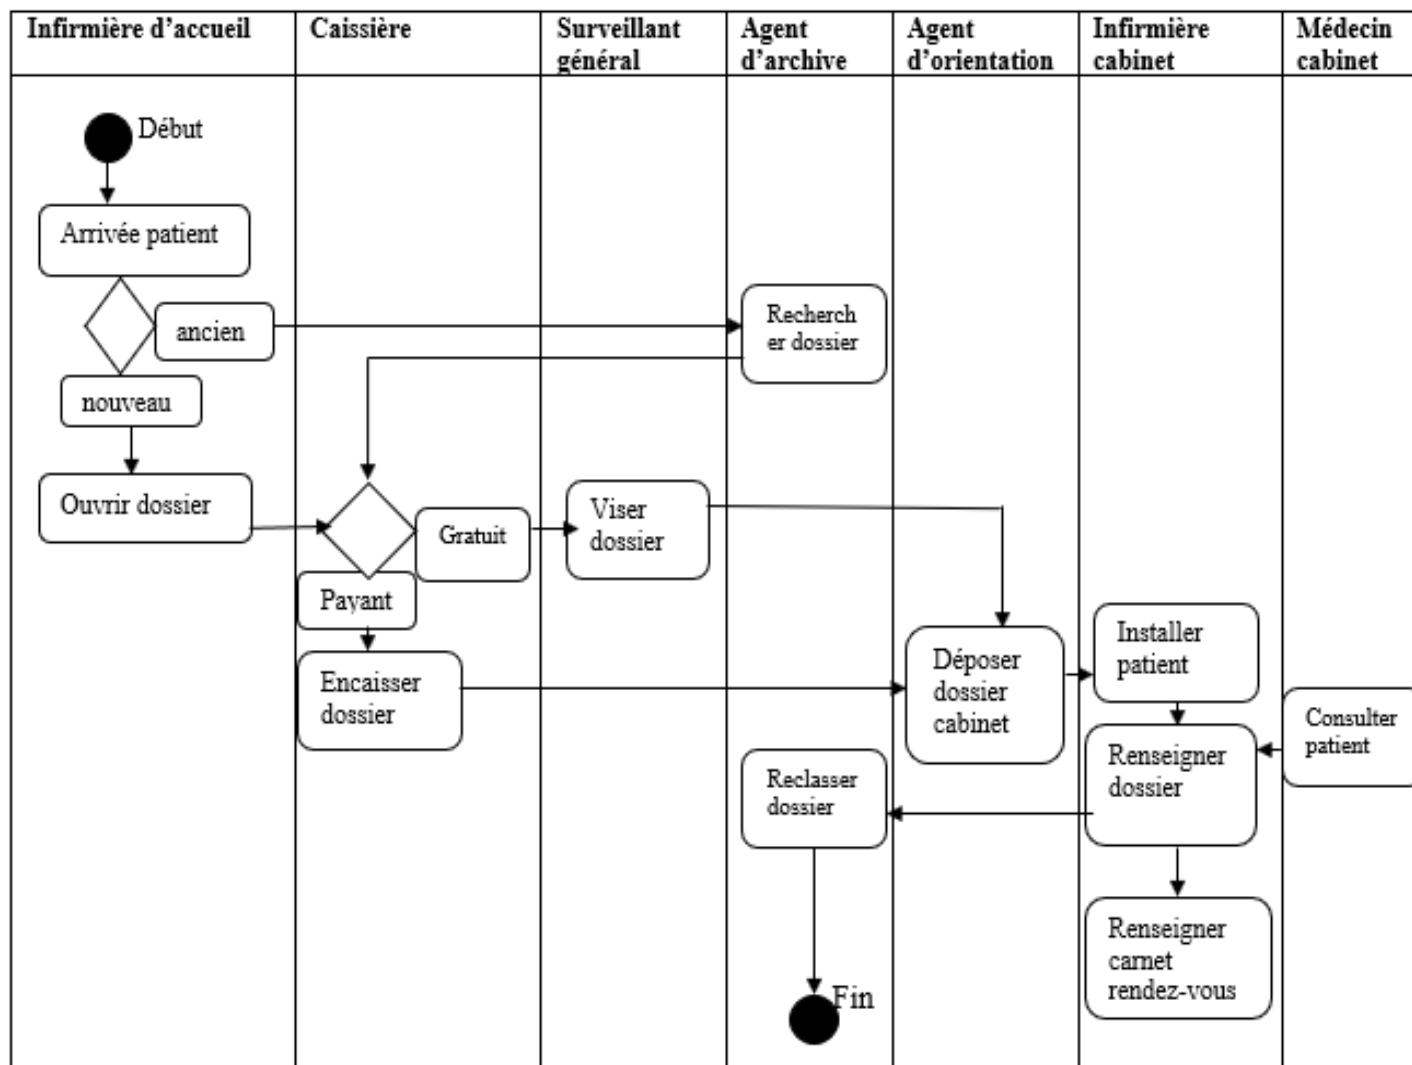 Infirmière d’accueil
Caissière
Surveillant
général
Agent
d’archive
Agent
d’orientation
Infirmière
cabinet
Médecin
cabinet
Début
Arrivée patient
ancien
Recherch
er dossier
nouveau
Ouvrir dossier
Gratuit
Viser
dossier
Payant
Encaisser
dossier
Déposer
dossier
cabinet
Installer
patient
Consulter
patient
Renseigner
dossier
Reclasser
dossier
Renseigner
carnet
rendez-vous
Fin